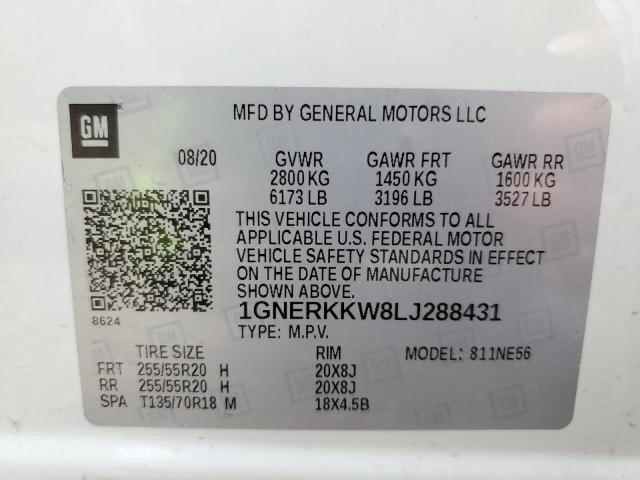 GM
MFD BY GENERAL MOTORS LLC
08/20 GVWR GAWR FRT GAWR RR
2800 KG 1450 KG 1600 KG
6173 LB 3196 LB 3527 LB
THIS VEHICLE CONFORMS TO ALL
APPLICABLE U.S. FEDERAL MOTOR
VEHICLE SAFETY STANDARDS IN EFFECT
ON THE DATE OF MANUFACTURE
SHOWN ABOVE.
8624
1GNERKKW8LJ288431
TYPE: M.P.V.
TIRE SIZE RIM MODEL: 811NE56
FRT 255/55R20 H 20X8J
RR 255/55R20 H 20X8J
SPA T135/70R18 M 18X4.5B